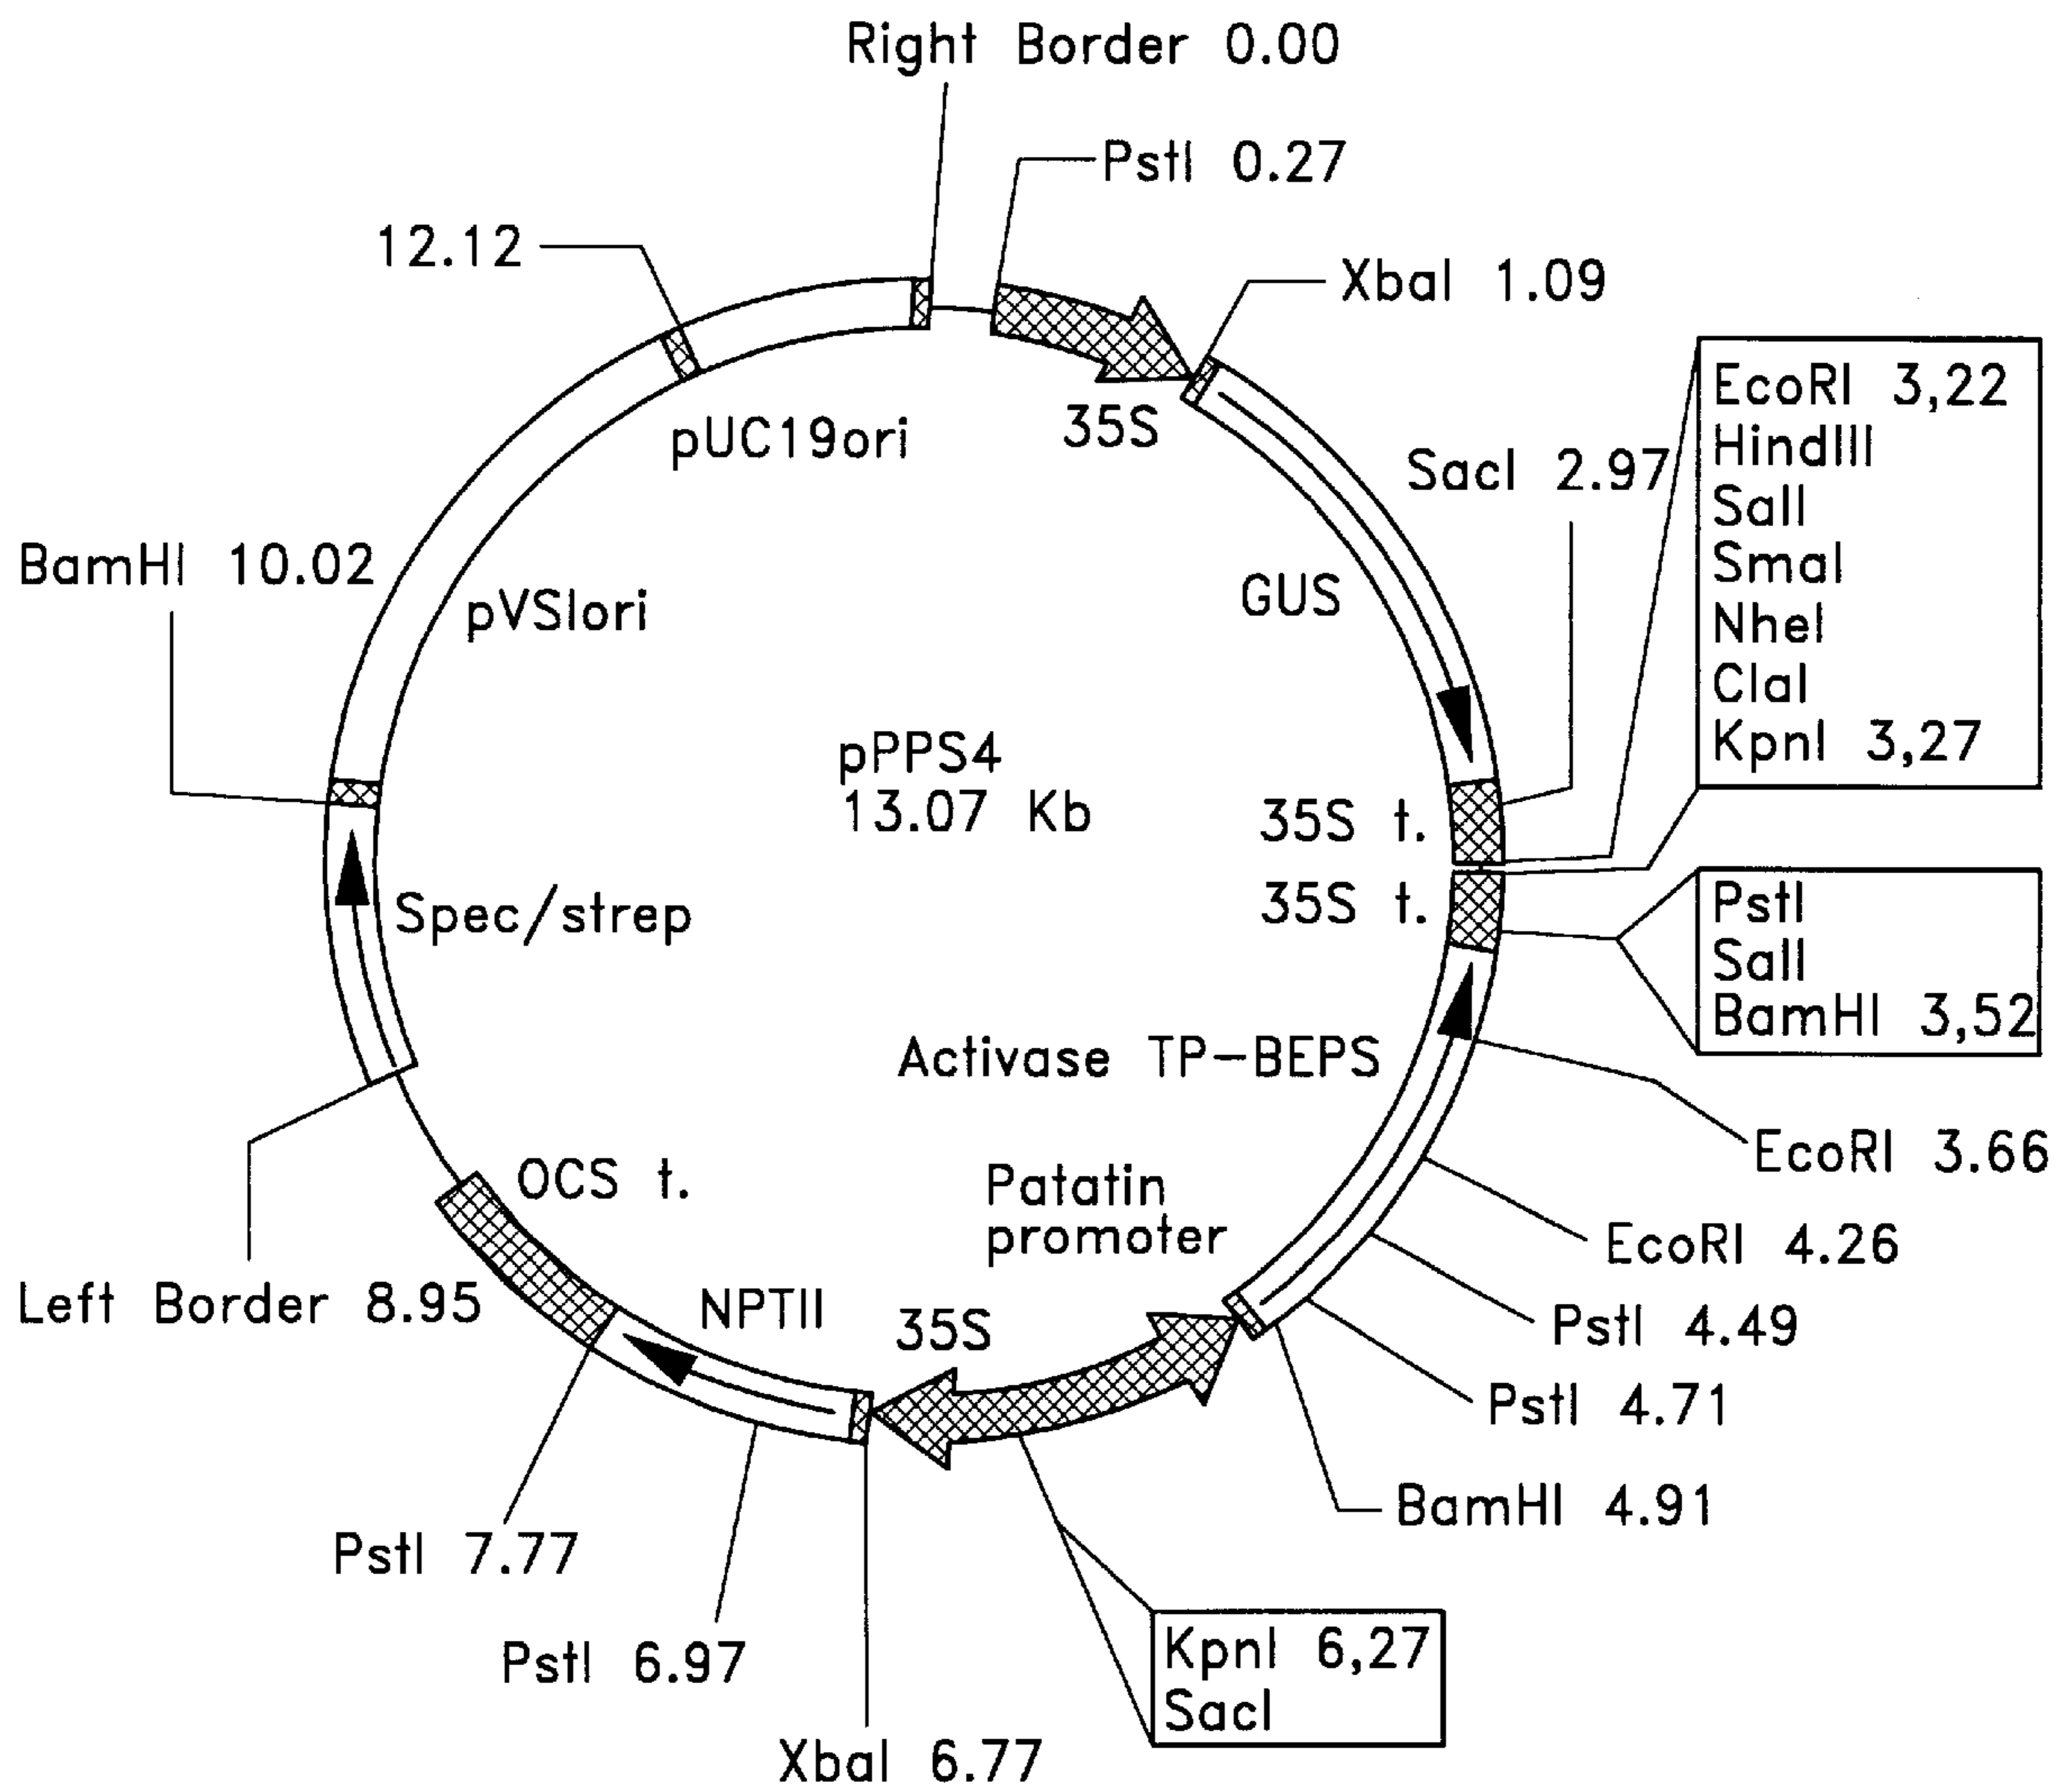 Right Border 0.00
PstI 0.27
12.12
XbaI 1.09
EcoRI 3,22
HindIII
SalI
SmaI
NheI
ClaI
KpnI 3,27
35S
pUC19ori
SacI 2.97
BamHI 10.02
pVSIori
GUS
pPPS4
13.07 Kb
35S t.
35S t.
PstI
SalI
BamHI 3,52
Spec/strep
Activase TP-BEPS
EcoRI 3.66
OCS t.
Patatin
promoter
EcoRI 4.26
Left Border 8.95
NPTII
35S
PstI 4.49
PstI 4.71
BamHI 4.91
PstI 7.77
PstI 6.97
KpnI 6,27
SacI
XbaI 6.77